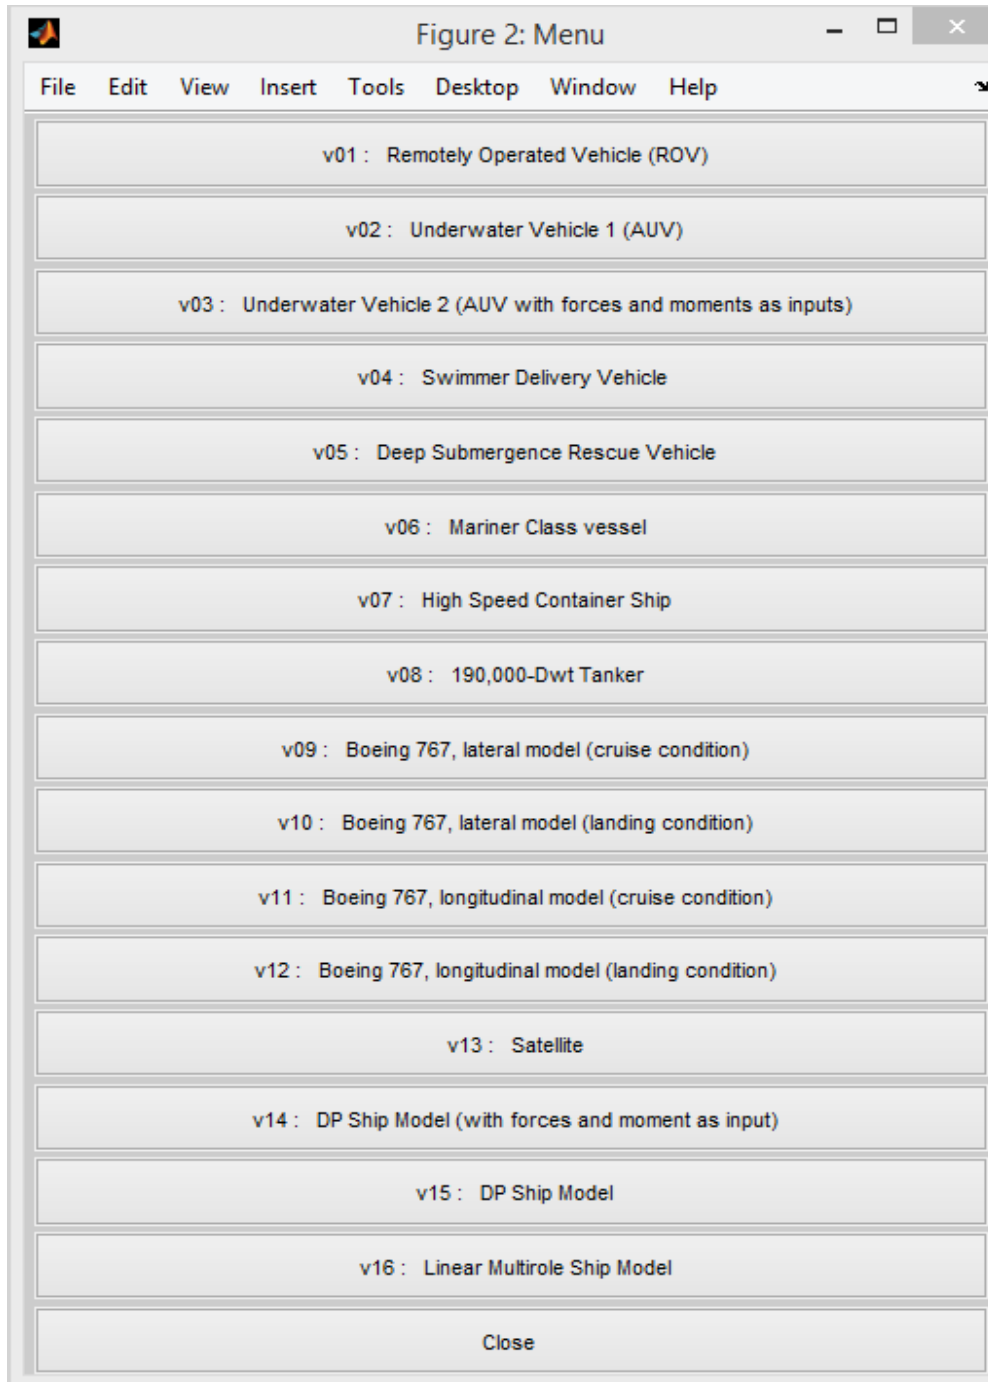 Figure 2: Menu
File Edit View Insert Tools Desktop Window Help
v01 : Remotely Operated Vehicle (ROV)
v02 : Underwater Vehicle 1 (AUV)
v03 : Underwater Vehicle 2 (AUV with forces and moments as inputs)
v04 : Swimmer Delivery Vehicle
v05 : Deep Submergence Rescue Vehicle
v06 : Mariner Class vessel
v07 : High Speed Container Ship
v08 : 190,000-Dwt Tanker
v09 : Boeing 767, lateral model (cruise condition)
v10 : Boeing 767, lateral model (landing condition)
v11 : Boeing 767, longitudinal model (cruise condition)
v12 : Boeing 767, longitudinal model (landing condition)
v13 : Satellite
v14 : DP Ship Model (with forces and moment as input)
v15 : DP Ship Model
v16 : Linear Multirole Ship Model
Close